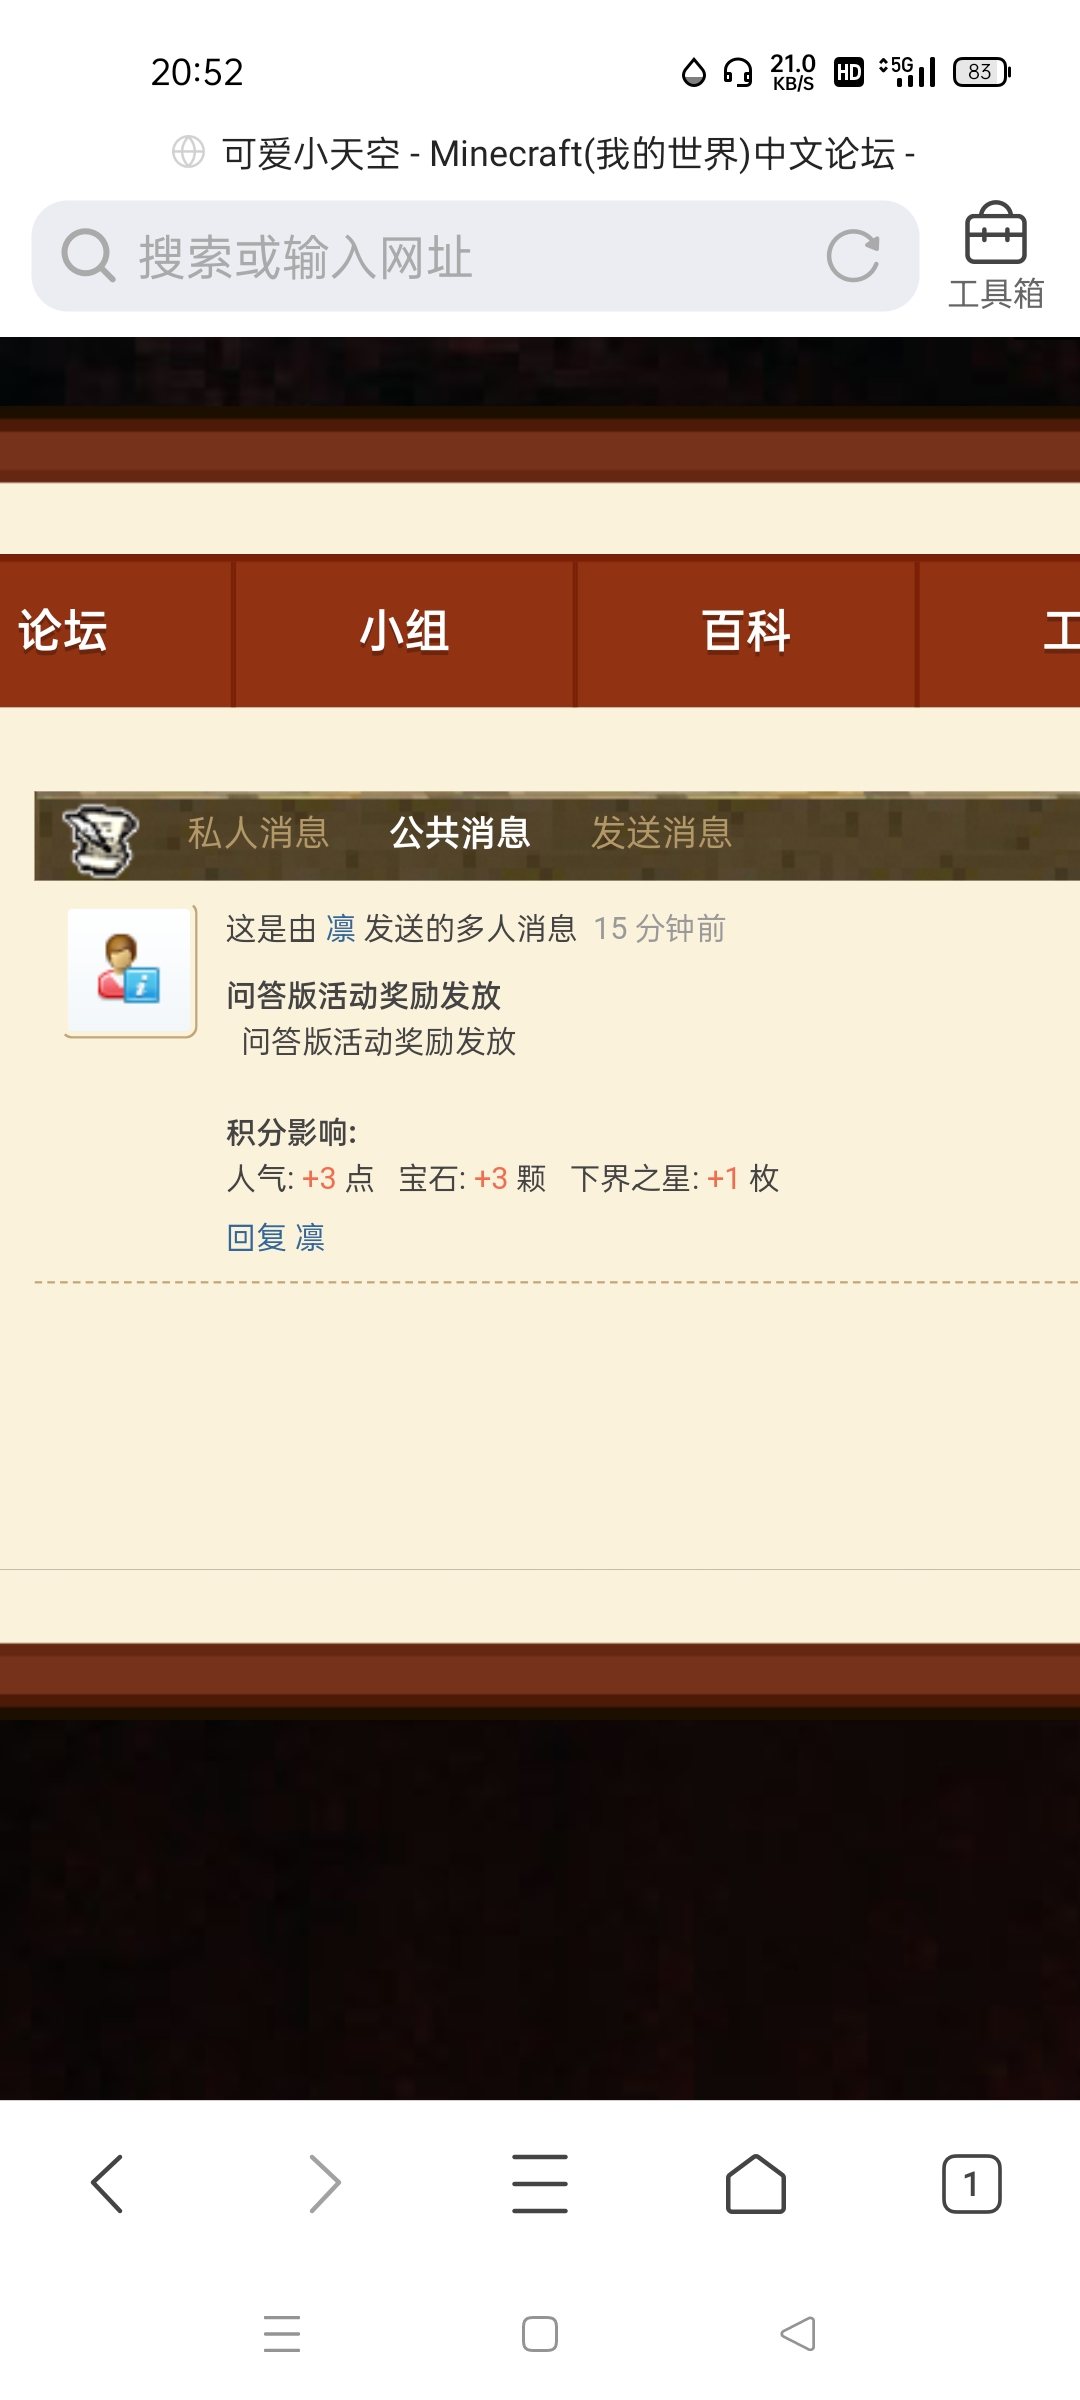 20:52
21.0 KB/S HD 5G 83
可爱小天空 - Minecraft(我的世界)中文论坛 -
搜索或输入网址
工具箱
论坛 小组 百科 工
私人消息 公共消息 发送消息
这是由 凛 发送的多人消息 15 分钟前
问答版活动奖励发放
问答版活动奖励发放
积分影响:
人气: +3 点 宝石: +3 颗 下界之星: +1 枚
回复 凛
1